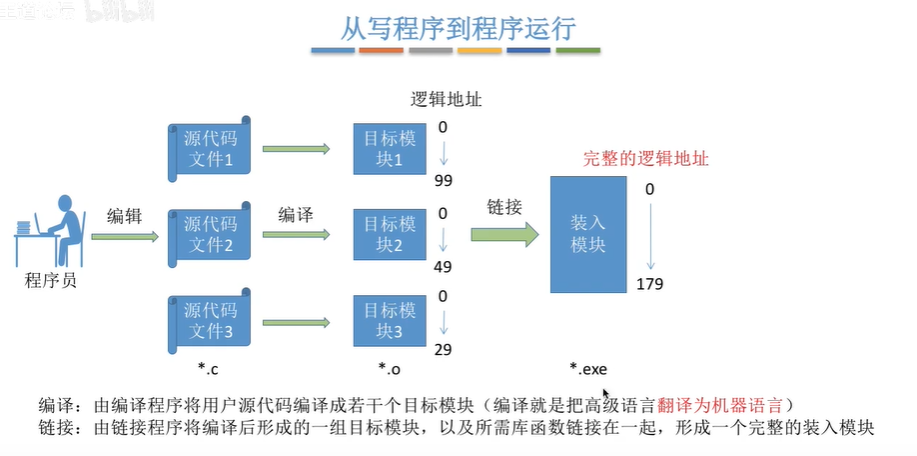 从写程序到程序运行
逻辑地址
源代码
文件1
目标模
块1
0
99
完整的逻辑地址
编辑
源代码
文件2
编译
目标模
块2
0
49
链接
装入
模块
0
179
程序员
源代码
文件3
目标模
块3
0
29
*.c
*.o
*.exe
编译：由编译程序将用户源代码编译成若干个目标模块（编译就是把高级语言翻译为机器语言）
链接：由链接程序将编译后形成的一组目标模块，以及所需库函数链接在一起，形成一个完整的装入模块